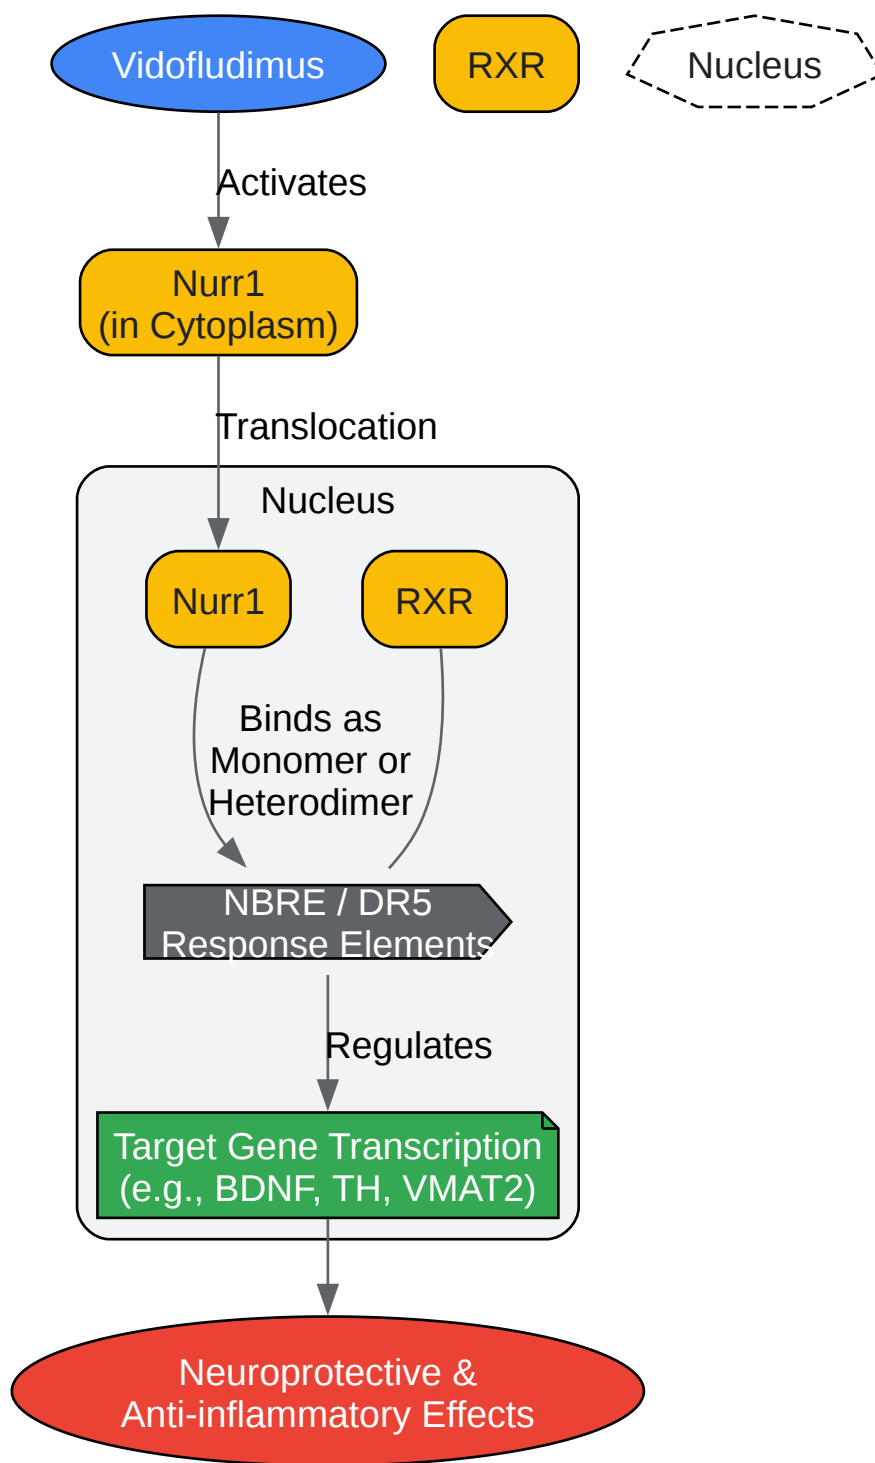 Vidofludimus
RXR
Nucleus
Activates
Nurr1
(in Cytoplasm)
Translocation
Nucleus
Nurr1
RXR
Binds as
Monomer or
Heterodimer
NBRE / DR5
Response Elements
Regulates
Target Gene Transcription
(e.g., BDNF, TH, VMAT2)
Neuroprotective &
Anti-inflammatory Effects